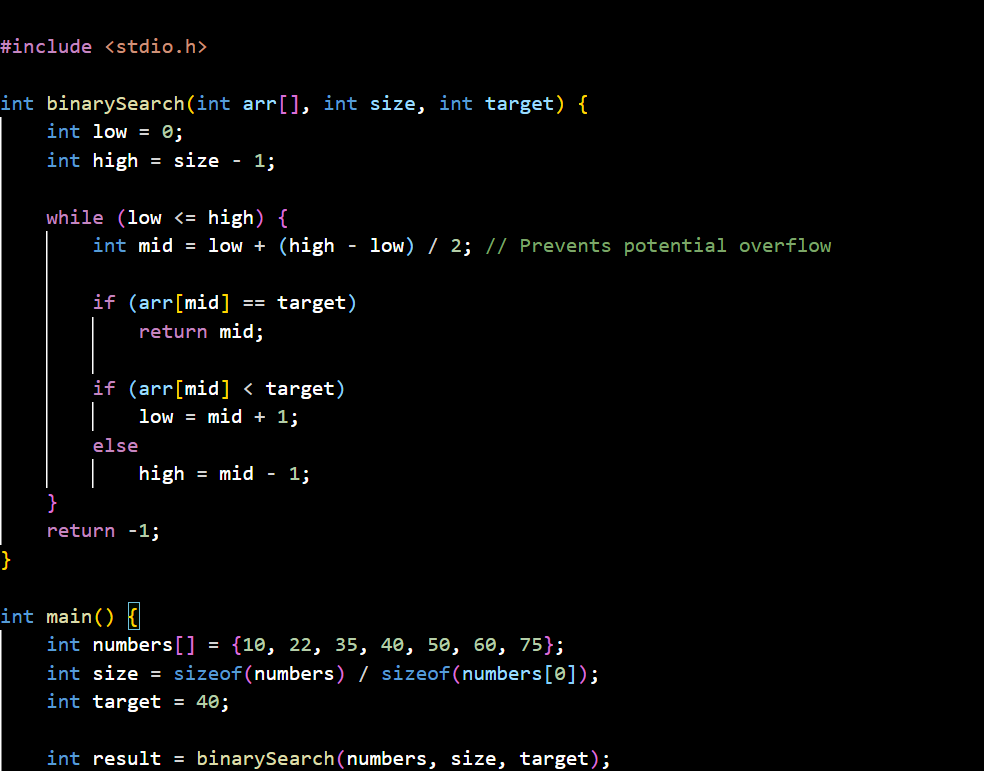 #include <stdio.h>

int binarySearch(int arr[], int size, int target) {
    int low = 0;
    int high = size - 1;

    while (low <= high) {
        int mid = low + (high - low) / 2; // Prevents potential overflow

        if (arr[mid] == target)
            return mid;

        if (arr[mid] < target)
            low = mid + 1;
        else
            high = mid - 1;
    }
    return -1;
}

int main() {
    int numbers[] = {10, 22, 35, 40, 50, 60, 75};
    int size = sizeof(numbers) / sizeof(numbers[0]);
    int target = 40;

    int result = binarySearch(numbers, size, target);